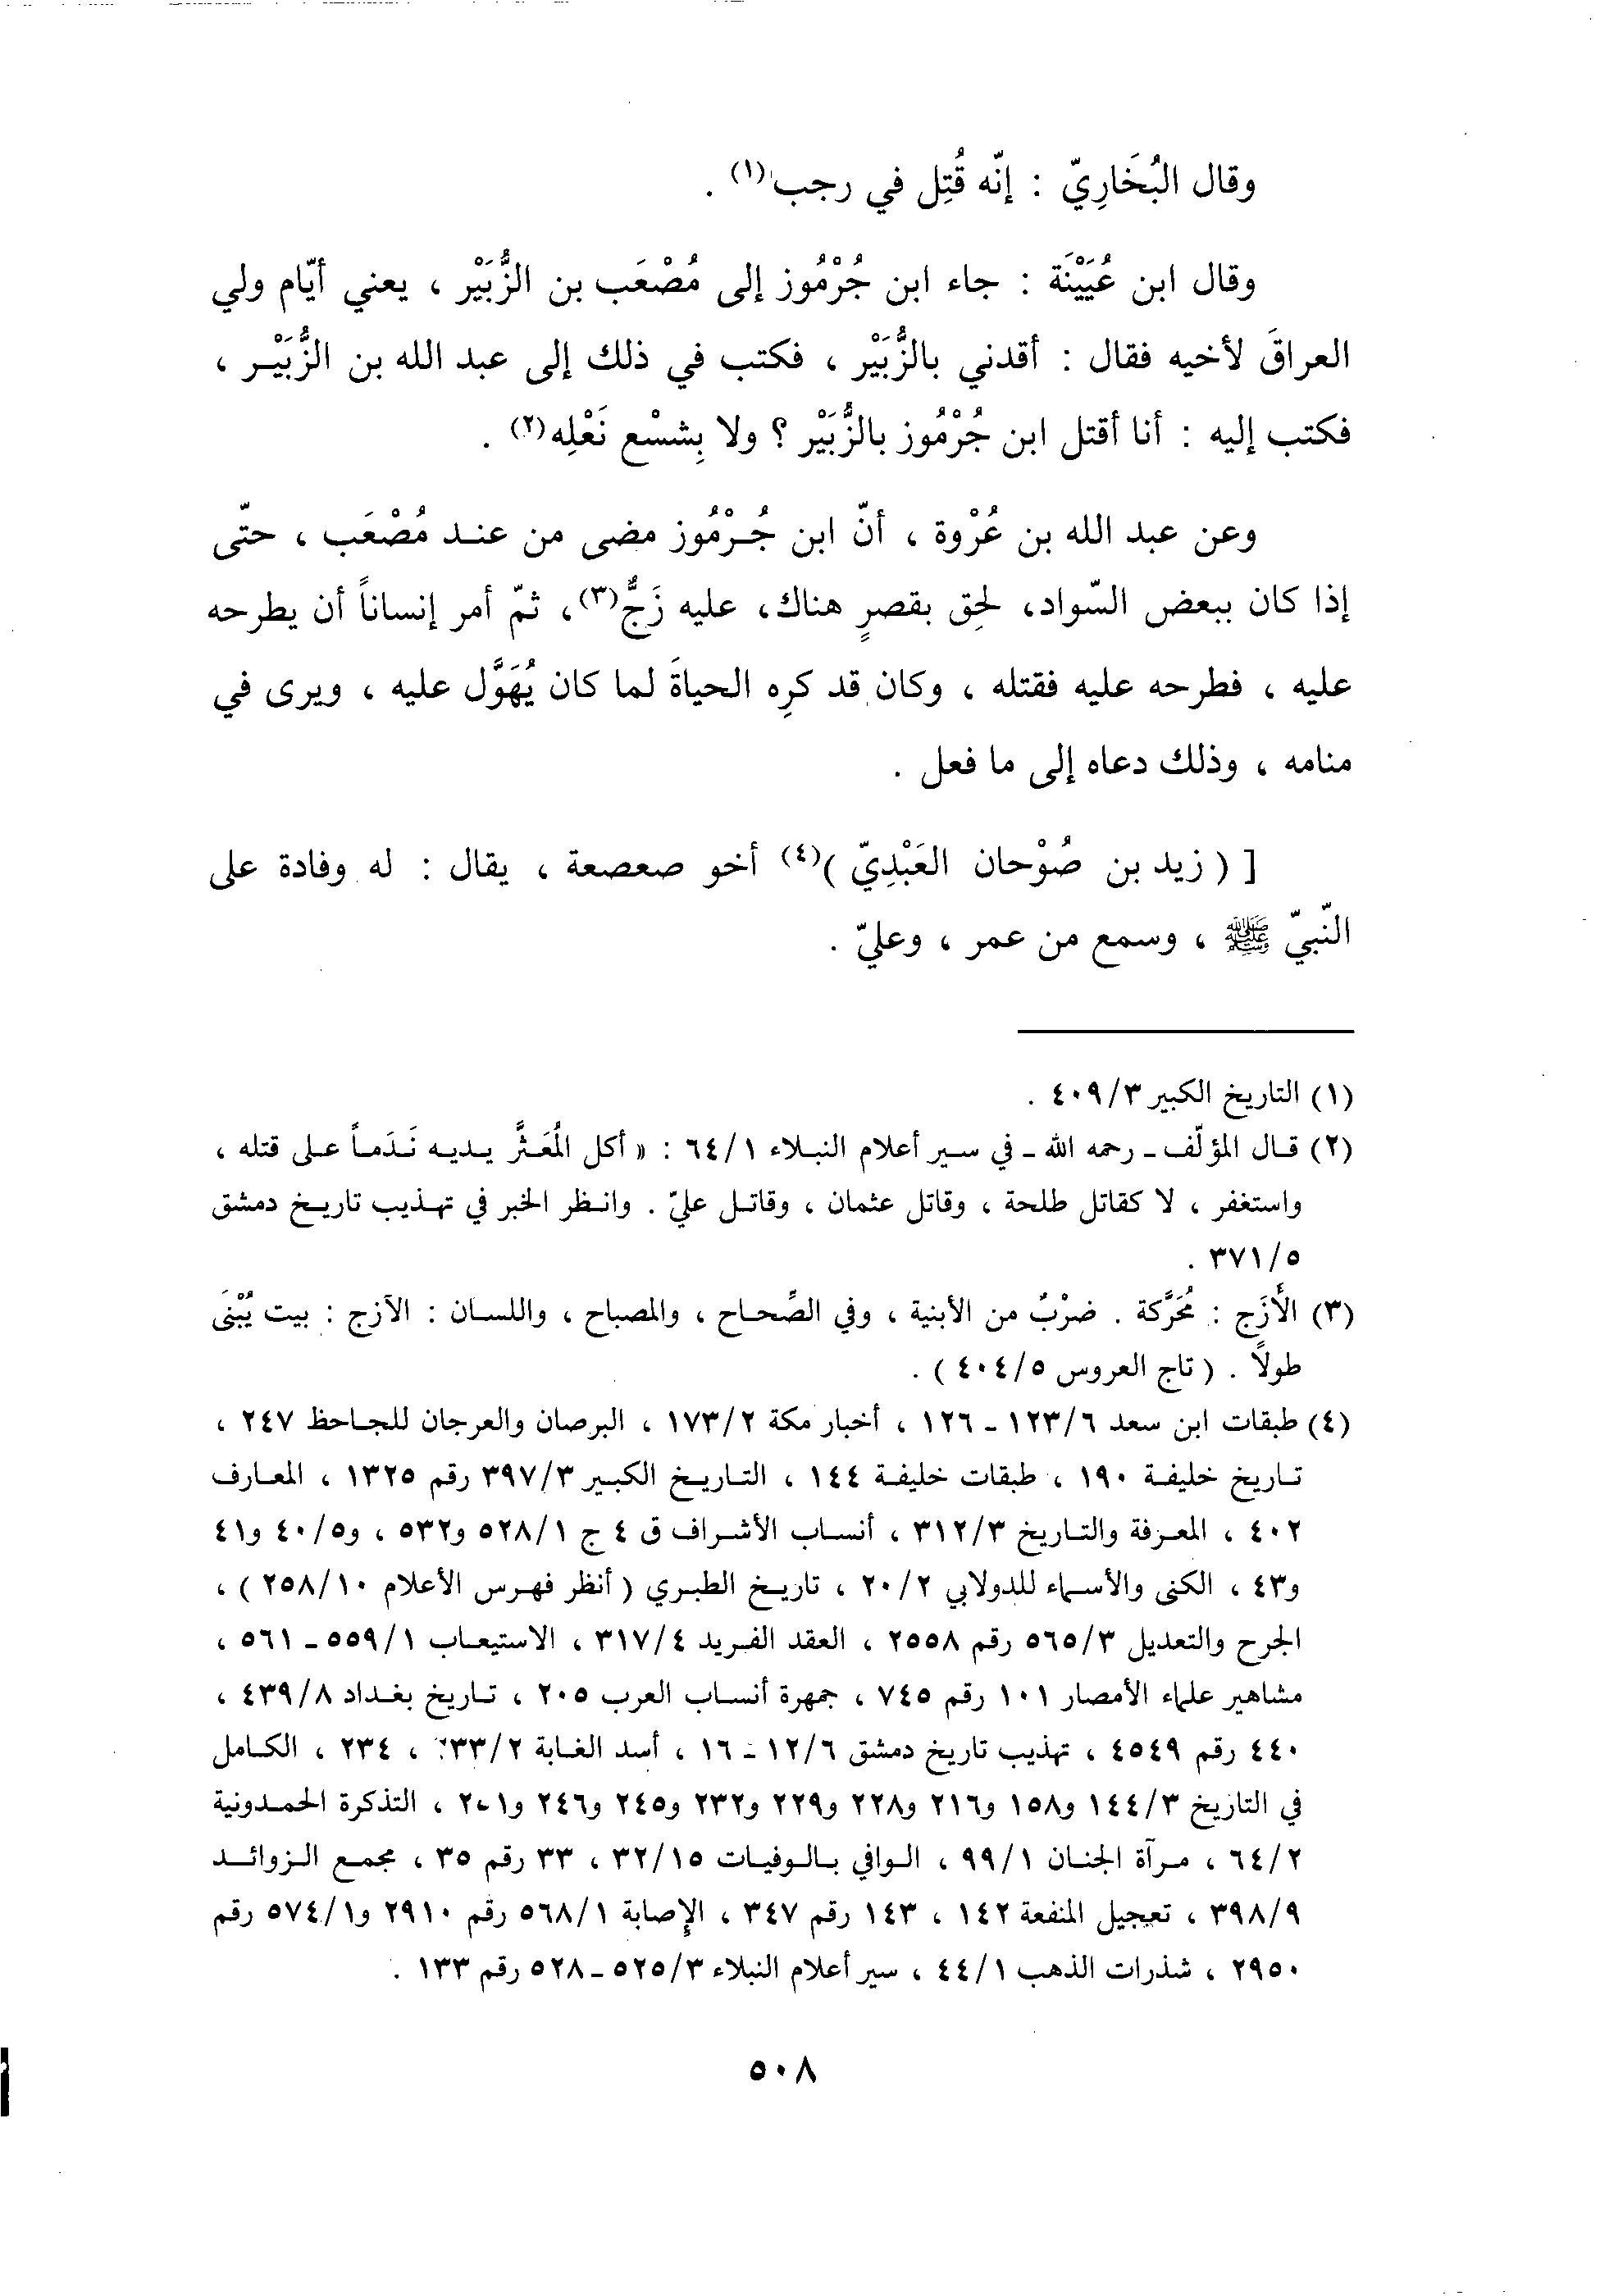 وقال البُخَارِيّ : إنّه قُتِل في رجب(١) .
وقال ابن عُيَيْنَة : جاء ابن جُرْمُوز إلى مُصْعَب بن الزُّبَيْر ، يعني أيّام ولي
العراقَ لأخيه فقال : أقدني بالزُّبَيْر ، فكتب في ذلك إلى عبد الله بن الزُّبَيْر ،
فكتب إليه : أنا أقتل ابن جُرْمُوز بالزُّبَيْر ؟ ولا بِشسْع نَعْلِه(٢) .
وعن عبد الله بن عُرْوة ، أنّ ابن جُرْمُوز مضى من عند مُصْعَب ، حتّى
إذا كان ببعض السّواد، لحِق بقصرٍ هناك، عليه زَجٌّ(٣)، ثمّ أمر إنساناً أن يطرحه
عليه ، فطرحه عليه فقتله ، وكان قد كرِه الحياةَ لما كان يُهَوَّل عليه ، ويرى في
منامه ، وذلك دعاه إلى ما فعل .
[ ( زيد بن صُوْحان العَبْدِيّ )(٤) أخو صعصعة ، يقال : له وفادة على
النّبيّ ﷺ ، وسمع من عمر ، وعليّ .
(١) التاريخ الكبير ٤٠٩/٣ .
(٢) قال المؤلّف ـ رحمه الله ـ في سير أعلام النبلاء ٦٤/١ : « أكل المُعَثَّر يديه نَدَماً على قتله ،
واستغفر ، لا كقاتل طلحة ، وقاتل عثمان ، وقاتل عليّ . وانظر الخبر في تهذيب تاريخ دمشق
٣٧١/٥ .
(٣) الأَزَج : مُحَرَّكة . ضرْبٌ من الأبنية ، وفي الصِّحاح ، والمصباح ، واللسان : الآزج : بيت يُبْنَى
طولاً . ( تاج العروس ٤٠٤/٥ ) .
(٤) طبقات ابن سعد ١٢٣/٦ ـ ١٢٦ ، أخبار مكة ١٧٣/٢ ، البرصان والعرجان للجاحظ ٢٤٧ ،
تاريخ خليفة ١٩٠ ، طبقات خليفة ١٤٤ ، التاريخ الكبير ٣٩٧/٣ رقم ١٣٢٥ ، المعارف
٤٠٢ ، المعرفة والتاريخ ٣١٢/٣ ، أنساب الأشراف ق ٤ ج ٥٢٨/١ و٥٣٢ ، و٤٠/٥ و٤١
و٤٣ ، الكنى والأسماء للدولابي ٢٠/٢ ، تاريخ الطبري ( أنظر فهرس الأعلام ٢٥٨/١٠ ) ،
الجرح والتعديل ٥٦٥/٣ رقم ٢٥٥٨ ، العقد الفريد ٣١٧/٤ ، الاستيعاب ٥٥٩/١ ـ ٥٦١ ،
مشاهير علماء الأمصار ١٠١ رقم ٧٤٥ ، جمهرة أنساب العرب ٢٠٥ ، تاريخ بغداد ٤٣٩/٨ ،
٤٤٠ رقم ٤٥٤٩ ، تهذيب تاريخ دمشق ١٢/٦ ـ ١٦ ، أسد الغابة ، ٢٣٤ ، الكامل
في التاريخ ١٤٤/٣ و١٥٨ و٢١٦ و٢٢٨ و٢٢٩ و٢٣٢ و٢٤٥ و٢٤٦ ، التذكرة الحمدونية
٦٤/٢ ، مرآة الجنان ٩٩/١ ، الوافي بالوفيات ٣٢/١٥ ، ٣٣ رقم ٣٥ ، مجمع الزوائد
٣٩٨/٩ ، تعجيل المنفعة ١٤٢ ، ١٤٣ رقم ٣٤٧ ، الإصابة ٥٦٨/١ رقم ٢٩١٠ و٥٧٤/١ رقم
٢٩٥٠ ، شذرات الذهب ٤٤/١ ، سير أعلام النبلاء ٥٢٥/٣ ـ ٥٢٨ رقم ١٣٣ .
٥٠٨